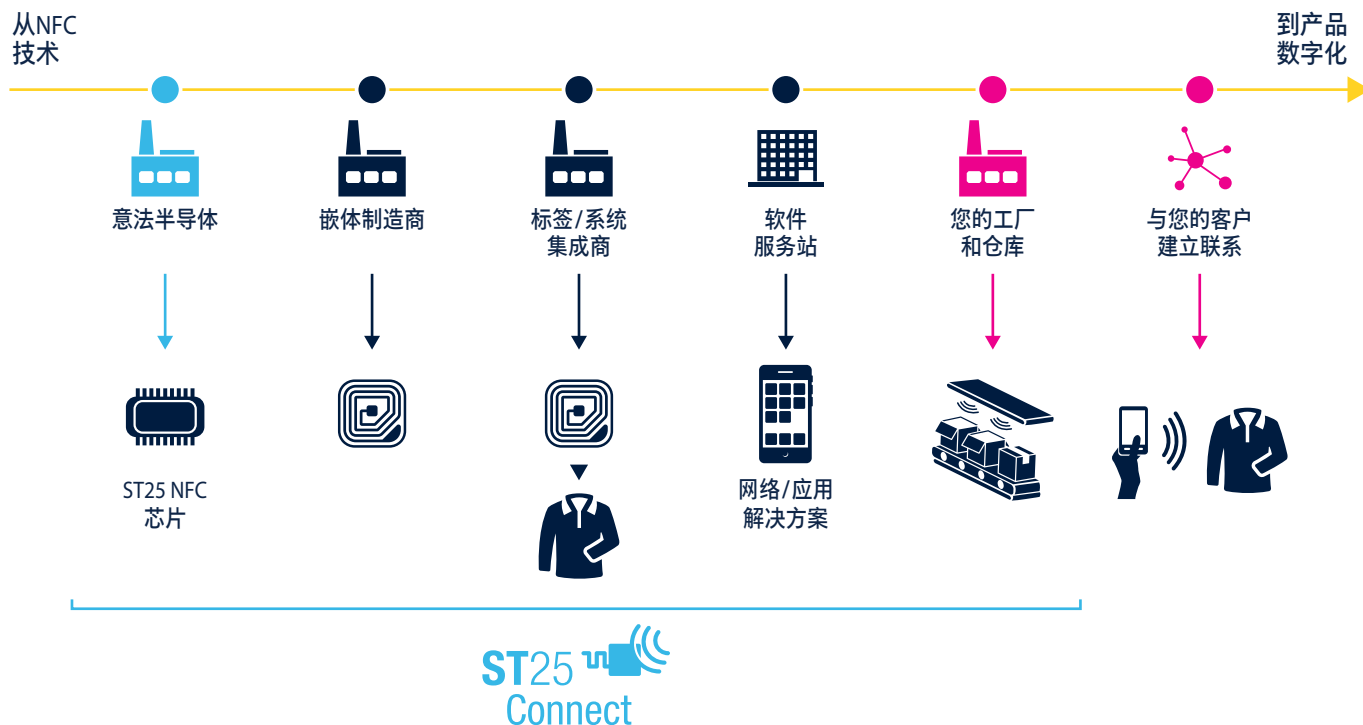 从NFC
技术
到产品
数字化
意法半导体
嵌体制造商
标签/系统
集成商
软件
服务站
您的工厂
和仓库
与您的客户
建立联系
ST25 NFC
芯片
网络/应用
解决方案
ST25
Connect